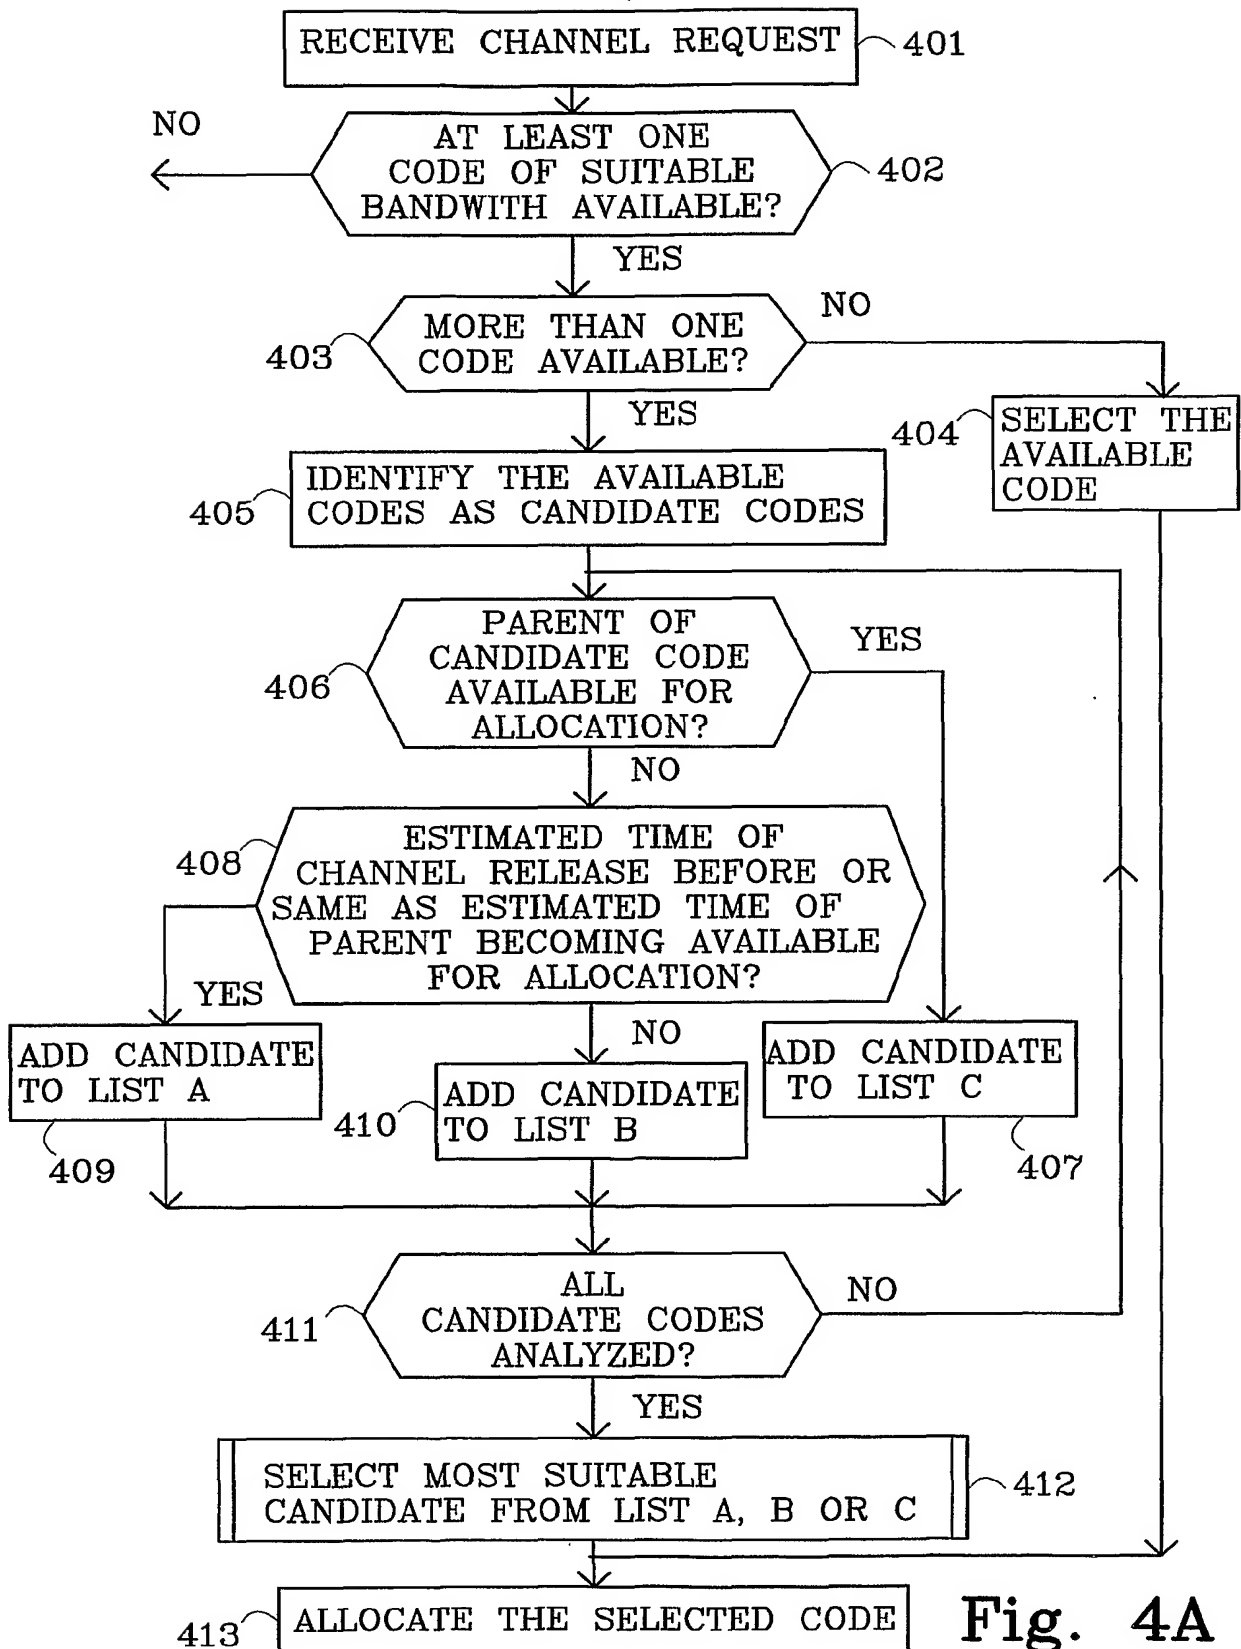 RECEIVE CHANNEL REQUEST
401
NO
AT LEAST ONE
CODE OF SUITABLE
BANDWITH AVAILABLE?
402
YES
MORE THAN ONE
CODE AVAILABLE?
403
NO
YES
404
SELECT THE
AVAILABLE
CODE
IDENTIFY THE AVAILABLE
CODES AS CANDIDATE CODES
405
PARENT OF
CANDIDATE CODE
AVAILABLE FOR
ALLOCATION?
406
YES
NO
408
ESTIMATED TIME OF
CHANNEL RELEASE BEFORE OR
SAME AS ESTIMATED TIME OF
PARENT BECOMING AVAILABLE
FOR ALLOCATION?
YES
NO
ADD CANDIDATE
TO LIST A
409
410
ADD CANDIDATE
TO LIST B
ADD CANDIDATE
TO LIST C
407
ALL
CANDIDATE CODES
ANALYZED?
411
NO
YES
SELECT MOST SUITABLE
CANDIDATE FROM LIST A, B OR C
412
ALLOCATE THE SELECTED CODE
413
Fig. 4A